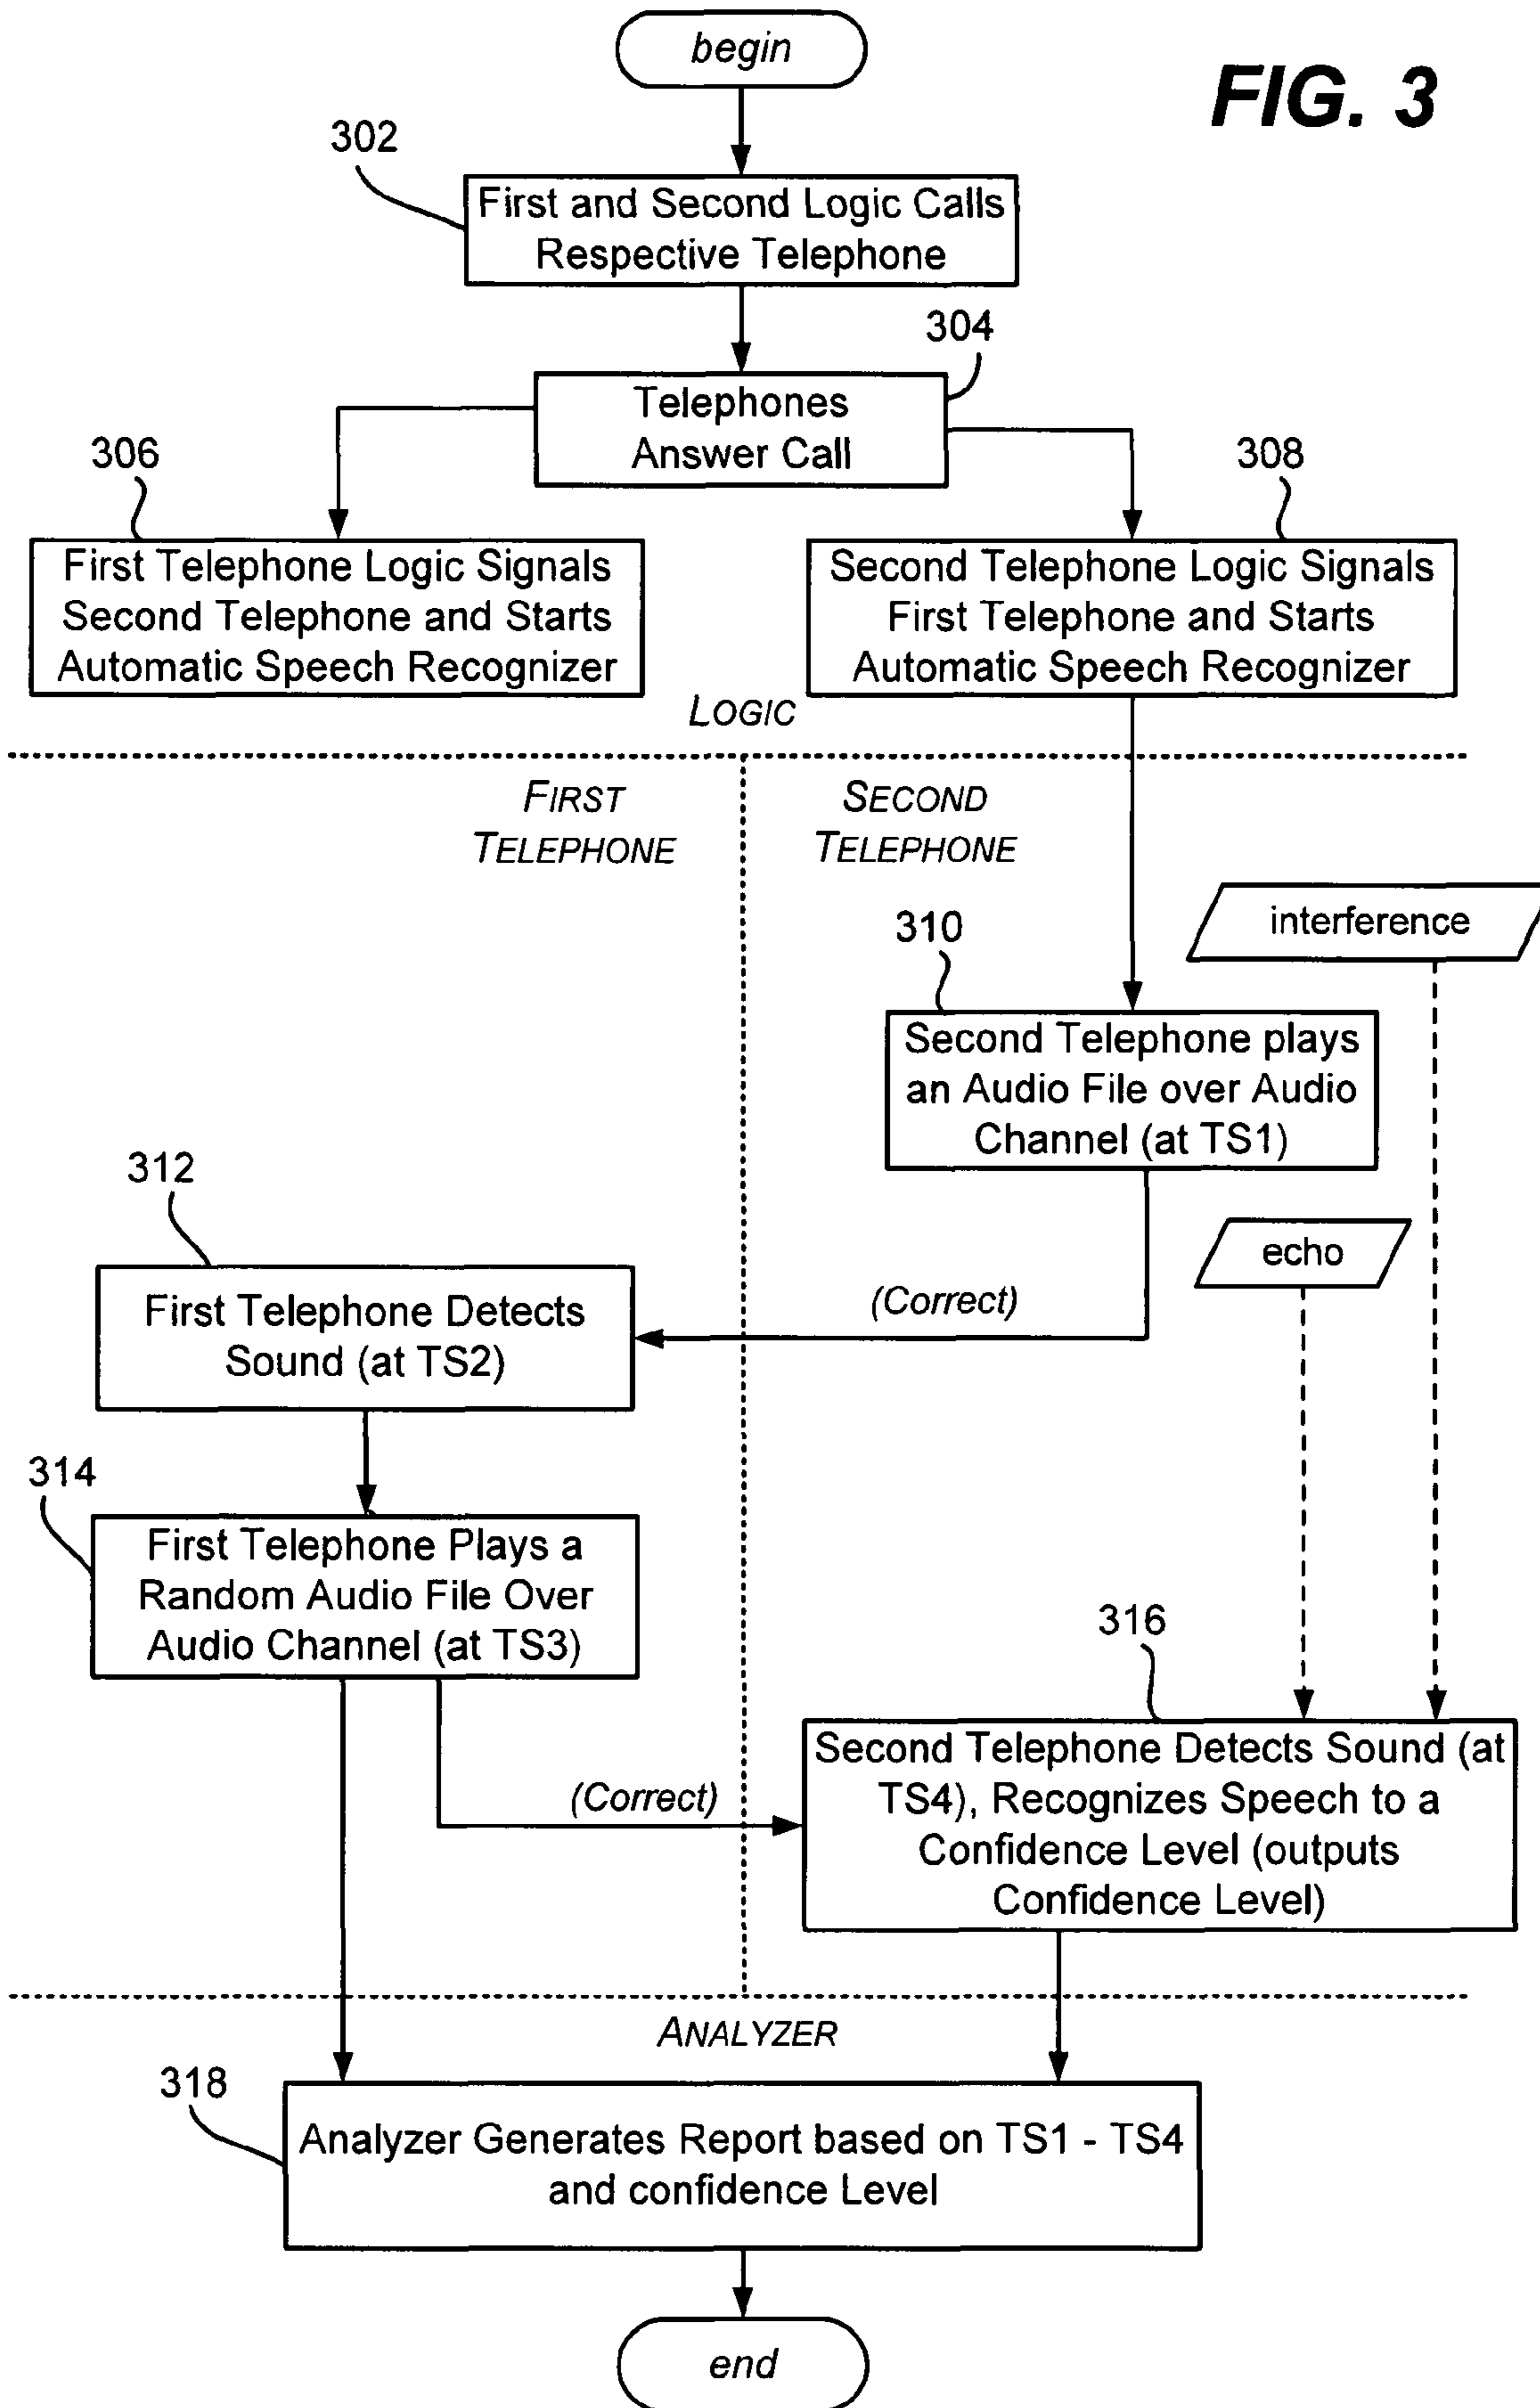 begin
FIG. 3
302
First and Second Logic Calls
Respective Telephone
304
Telephones
Answer Call
306
308
First Telephone Logic Signals
Second Telephone and Starts
Automatic Speech Recognizer
Second Telephone Logic Signals
First Telephone and Starts
Automatic Speech Recognizer
LOGIC
FIRST
TELEPHONE
SECOND
TELEPHONE
interference
310
Second Telephone plays
an Audio File over Audio
Channel (at TS1)
312
echo
(Correct)
First Telephone Detects
Sound (at TS2)
314
First Telephone Plays a
Random Audio File Over
Audio Channel (at TS3)
316
(Correct)
Second Telephone Detects Sound (at
TS4), Recognizes Speech to a
Confidence Level (outputs
Confidence Level)
ANALYZER
318
Analyzer Generates Report based on TS1 - TS4
and confidence Level
end